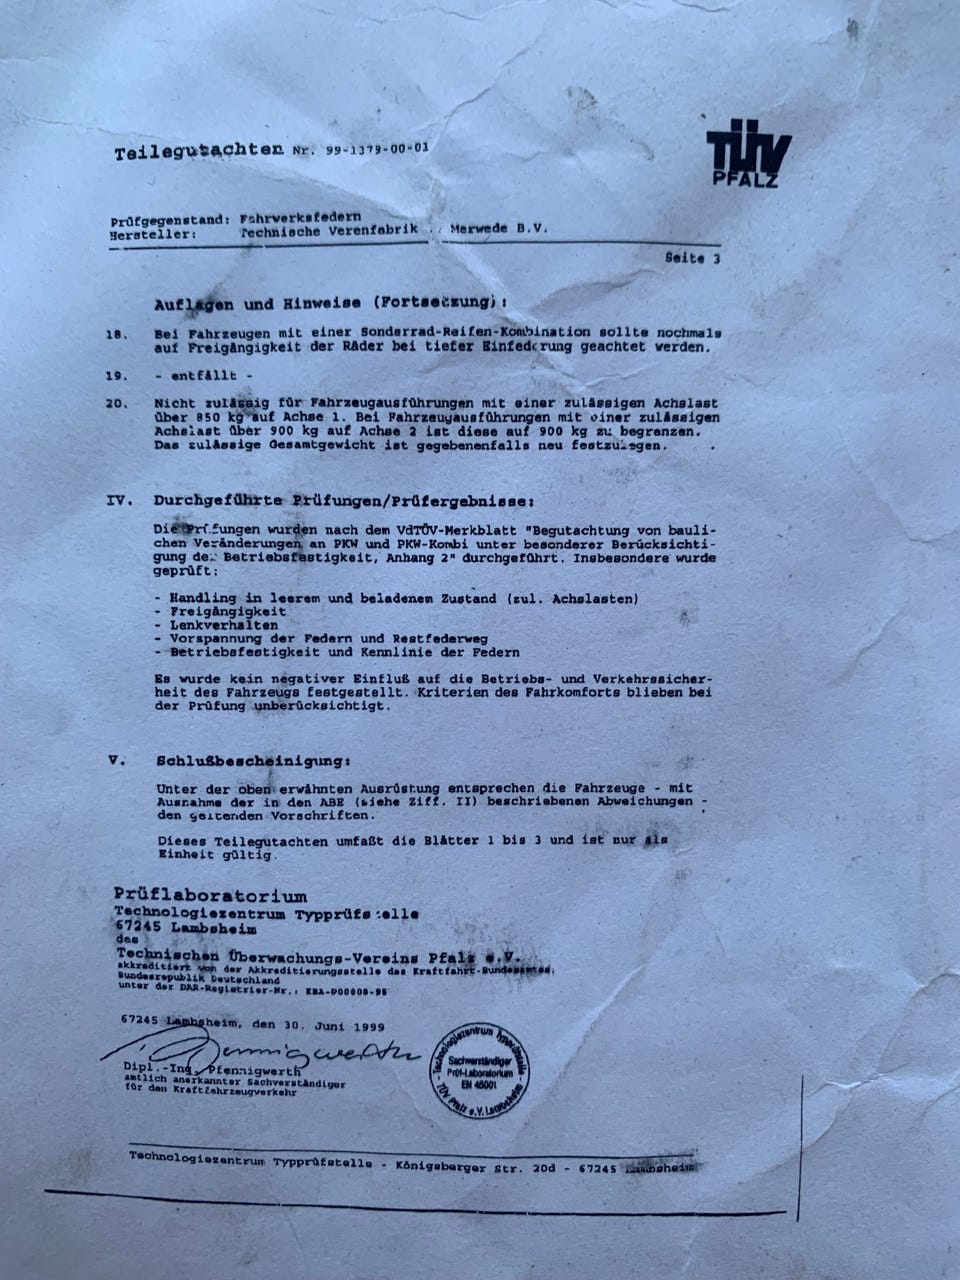 Teilegutachten Nr. 99-1379-00-01
TÜV
PFALZ
Prüfgegenstand: Fahrwerksfedern
Hersteller: Technische Verenfabrik .. Merwede B.V.
Seite 3
Auflagen und Hinweise (Fortsetzung):
18. Bei Fahrzeugen mit einer Sonderrad-Reifen-Kombination sollte nochmals
auf Freigängigkeit der Räder bei tiefer Einfederung geachtet werden.
19. - entfällt -
20. Nicht zulässig für Fahrzeugausführungen mit einer zulässigen Achslast
über 850 kg auf Achse 1. Bei Fahrzeugausführungen mit einer zulässigen
Achslast über 900 kg auf Achse 2 ist diese auf 900 kg zu begrenzen.
Das zulässige Gesamtgewicht ist gegebenenfalls neu festzulegen.
IV. Durchgeführte Prüfungen/Prüfergebnisse:
Die Prüfungen wurden nach dem VdTÜV-Merkblatt "Begutachtung von bauli-
chen Veränderungen an PKW und PKW-Kombi unter besonderer Berücksichti-
gung der Betriebsfestigkeit, Anhang 2" durchgeführt. Insbesondere wurde
geprüft:
- Handling in leerem und beladenem Zustand (zul. Achslasten)
- Freigängigkeit
- Lenkverhalten
- Vorspannung der Federn und Restfederweg
- Betriebsfestigkeit und Kennlinie der Federn
Es wurde kein negativer Einfluß auf die Betriebs- und Verkehrssicher-
heit des Fahrzeugs festgestellt. Kriterien des Fahrkomforts blieben bei
der Prüfung unberücksichtigt.
V. Schlußbescheinigung:
Unter der oben erwähnten Ausrüstung entsprechen die Fahrzeuge - mit
Ausnahme der in den ABE (siehe Ziff. II) beschriebenen Abweichungen -
den geltenden Vorschriften.
Dieses Teilegutachten umfaßt die Blätter 1 bis 3 und ist nur als
Einheit gültig.
Prüflaboratorium
Technologiezentrum Typprüfstelle
67245 Lambsheim
des
Technischen Überwachungs-Vereins Pfalz e.V.
akkreditiert von der Akkreditierungsstelle des Kraftfahrt-Bundesamtes,
Bundesrepublik Deutschland
unter der DAR-Registrier-Nr.: KBA-P00008-95
67245 Lambsheim, den 30. Juni 1999
Pfennigwerth
Dipl.-Ing. Pfennigwerth
amtlich anerkannter Sachverständiger
für den Kraftfahrzeugverkehr
Technologiezentrum Typprüfstelle
Sachverständiger
Prüf-Laboratorium
EN 45001
TÜV Pfalz e.V. Lambsheim
Technologiezentrum Typprüfstelle - Königsberger Str. 20d - 67245 Lambsheim